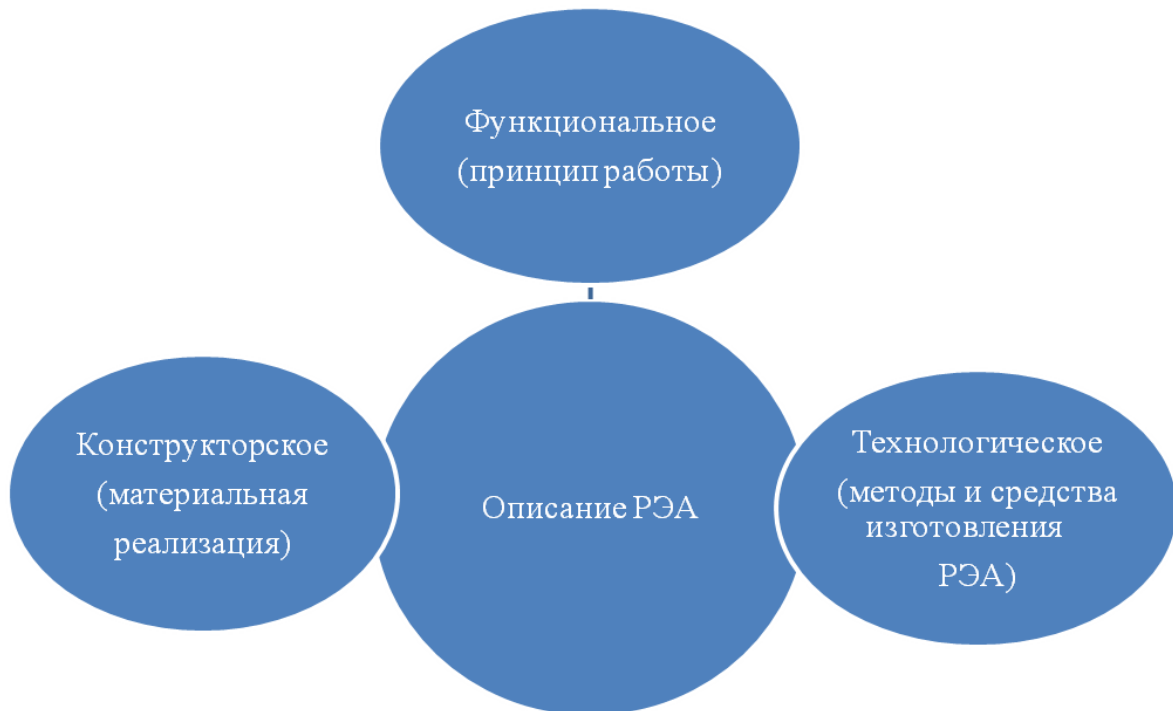 Функциональное
(принцип работы)
Конструкторское
(материальная
реализация)
Описание РЭА
Технологическое
(методы и средства
изготовления
РЭА)